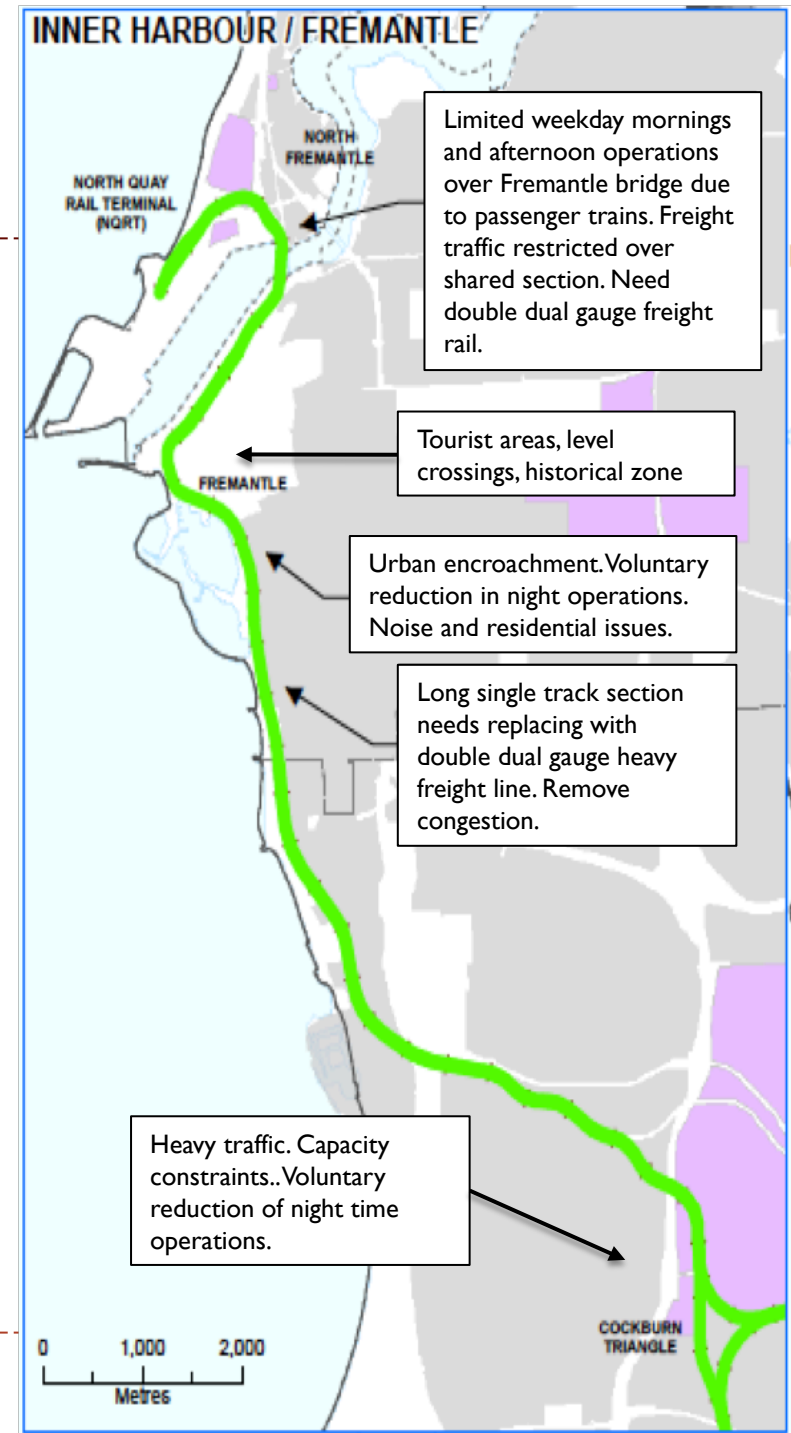 INNER HARBOUR / FREMANTLE
Limited weekday mornings
and afternoon operations
over Fremantle bridge due
to passenger trains. Freight
traffic restricted over
shared section. Need
double dual gauge freight
rail.
NORTH
FREMANTLE
NORTH QUAY
RAIL TERMINAL
(NQRT)
Tourist areas, level
crossings, historical zone
FREMANTLE
Urban encroachment. Voluntary
reduction in night operations.
Noise and residential issues.
Long single track section
needs replacing with
double dual gauge heavy
freight line. Remove
congestion.
Heavy traffic. Capacity
constraints.. Voluntary
reduction of night time
operations.
COCKBURN
TRIANGLE
0 1,000 2,000
Metres